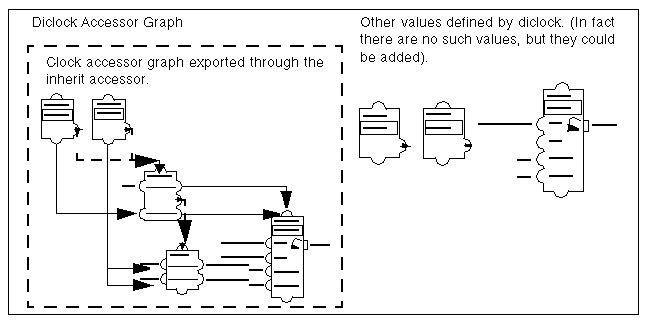 Diclock Accessor Graph
Clock accessor graph exported through the
inherit accessor.
Other values defined by diclock. (In fact
there are no such values, but they could
be added).